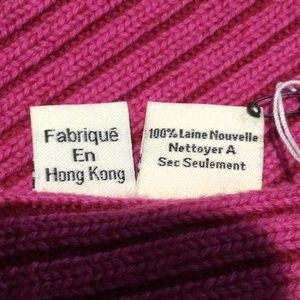 Fabriqué
En
Hong Kong
100% Laine Nouvelle
Nettoyer A
Sec Seulement